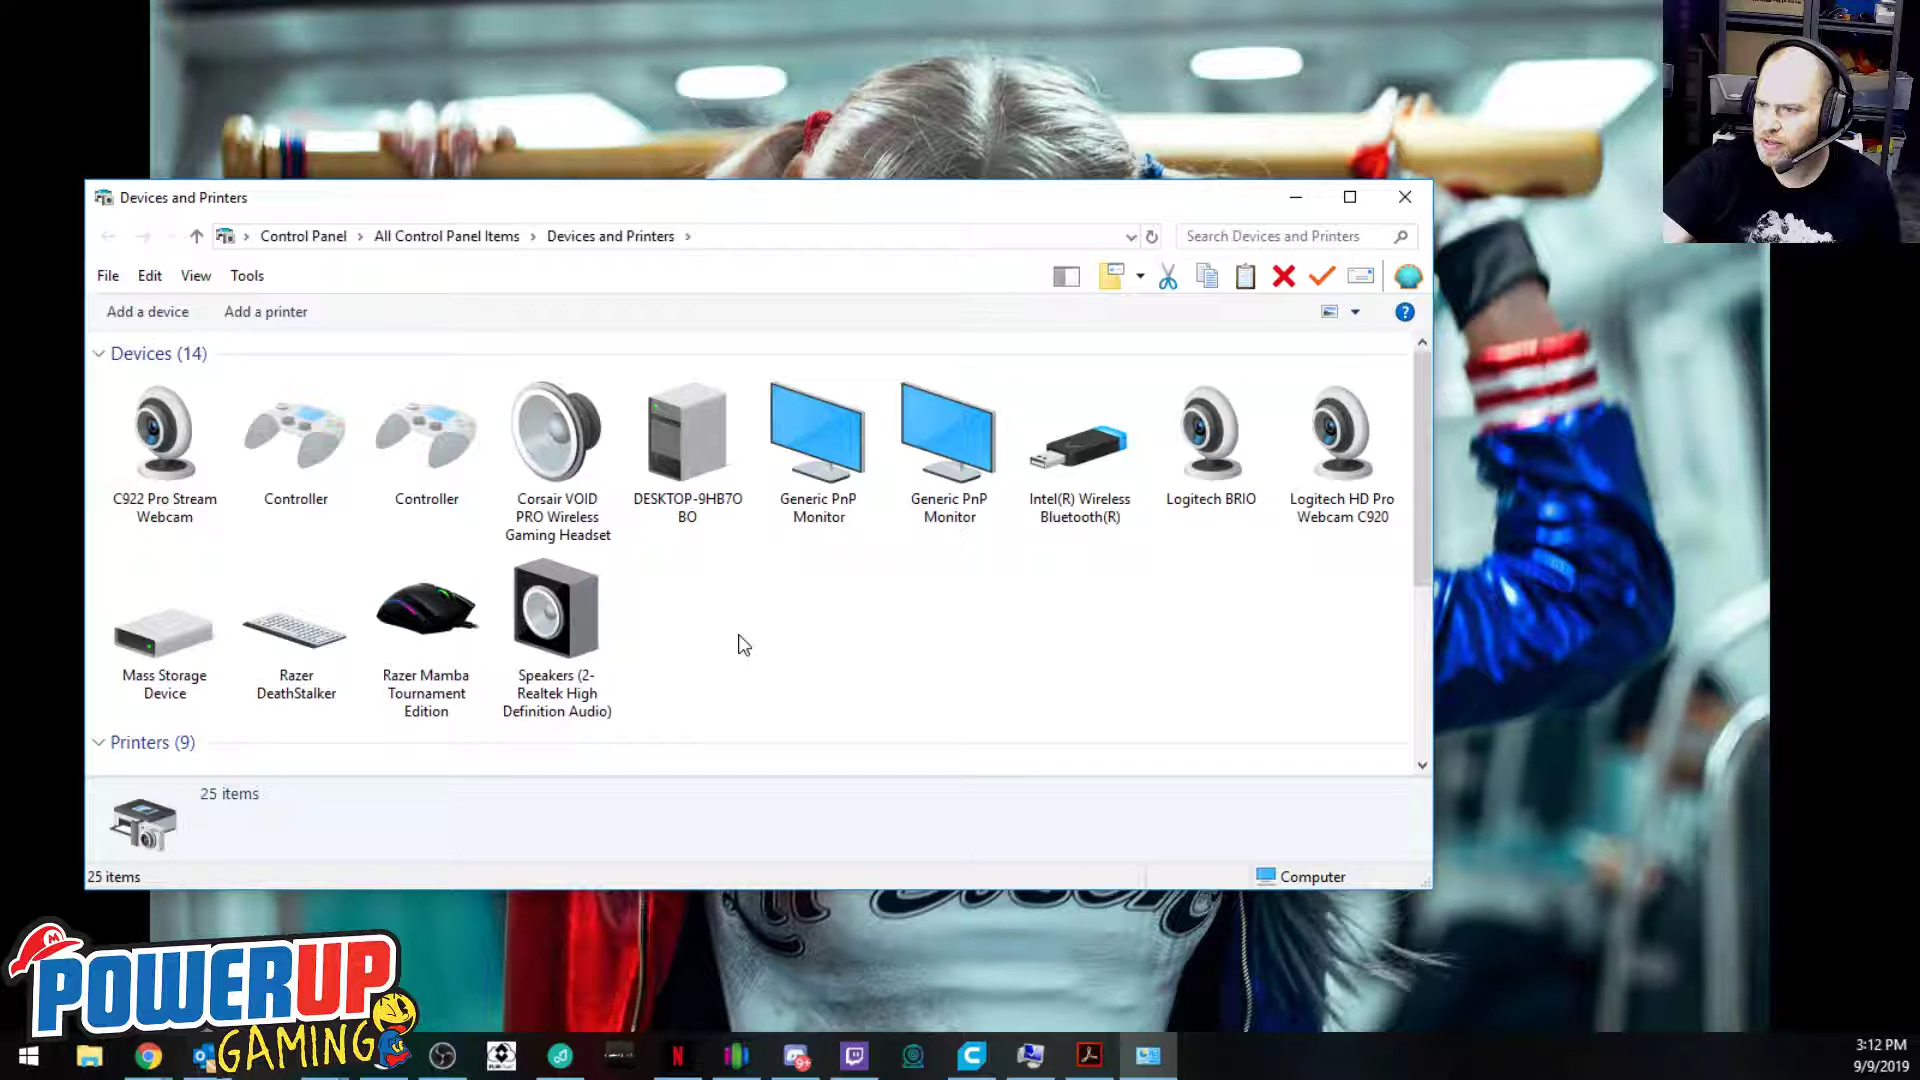 Devices and Printers
Control Panel > All Control Panel Items > Devices and Printers >
Search Devices and Printers
File Edit View Tools
Add a device Add a printer
Devices (14)
C922 Pro Stream Webcam
Controller
Controller
Corsair VOID PRO Wireless Gaming Headset
DESKTOP-9HB7O BO
Generic PnP Monitor
Generic PnP Monitor
Intel(R) Wireless Bluetooth(R)
Logitech BRIO
Logitech HD Pro Webcam C920
Mass Storage Device
Razer DeathStalker
Razer Mamba Tournament Edition
Speakers (2- Realtek High Definition Audio)
Printers (9)
25 items
25 items
Computer
POWERUP
GAMING
3:12 PM
9/9/2019